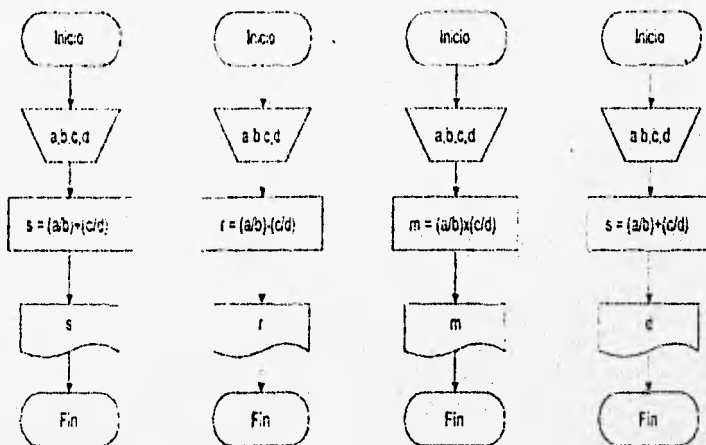 Inicio
a,b,c,d
s = (a/b)+(c/d)
s
Fin
Inicio
a,b,c,d
r = (a/b)-(c/d)
r
Fin
Inicio
a,b,c,d
m = (a/b)x(c/d)
m
Fin
Inicio
a,b,c,d
s = (a/b)+(c/d)
d
Fin